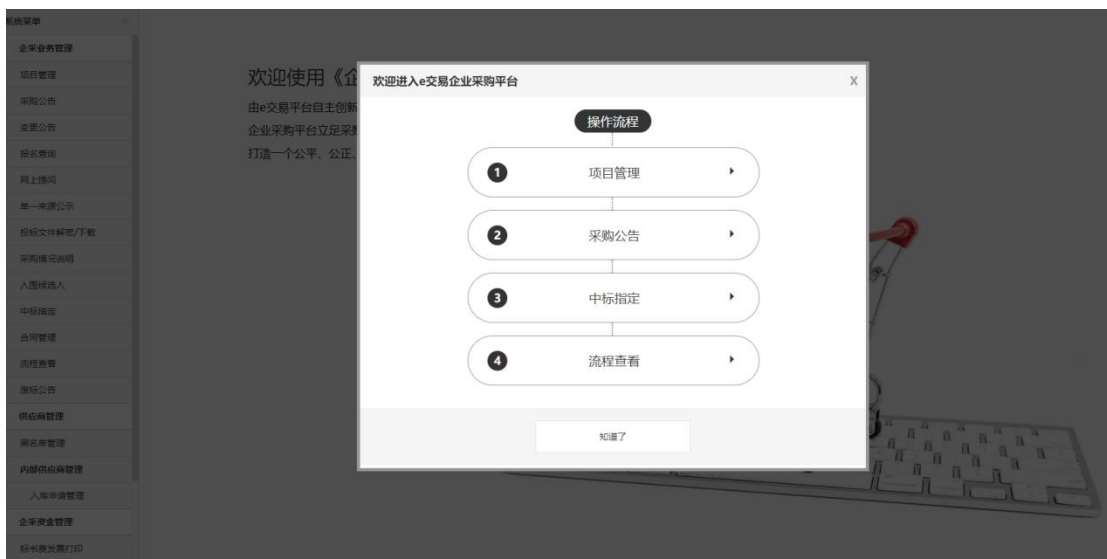 系统菜单
企采业务管理
项目管理
采购公告
变更公告
报名查询
网上提问
单一来源公示
投标文件解密/下载
采购情况说明
入围候选人
中标指定
合同管理
流程查看
废标公告
供应商管理
黑名单管理
内部供应商管理
入库申请管理
企采资金管理
标书费发票打印
欢迎使用《企
由e交易平台自主创新
企业采购平台立足采购
打造一个公平、公正、
欢迎进入e交易企业采购平台
X
操作流程
1 项目管理
2 采购公告
3 中标指定
4 流程查看
知道了